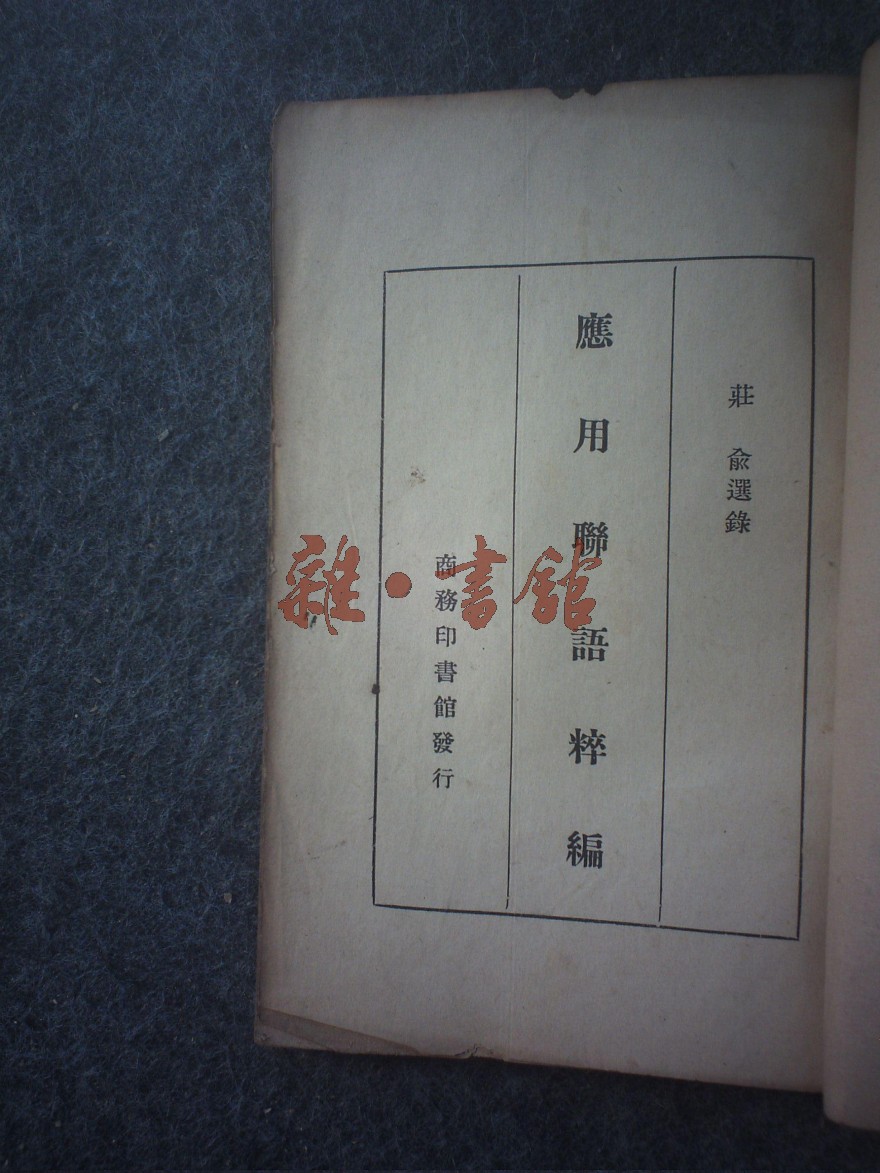 莊俞選錄
應用聯語粹編
商務印書館發行
雜·書館